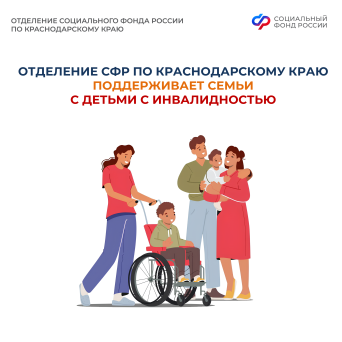 ОТДЕЛЕНИЕ СОЦИАЛЬНОГО ФОНДА РОССИИ
ПО КРАСНОДАРСКОМУ КРАЮ
СОЦИАЛЬНЫЙ
ФОНД РОССИИ
ОТДЕЛЕНИЕ СФР ПО КРАСНОДАРСКОМУ КРАЮ
ПОДДЕРЖИВАЕТ СЕМЬИ
С ДЕТЬМИ С ИНВАЛИДНОСТЬЮ